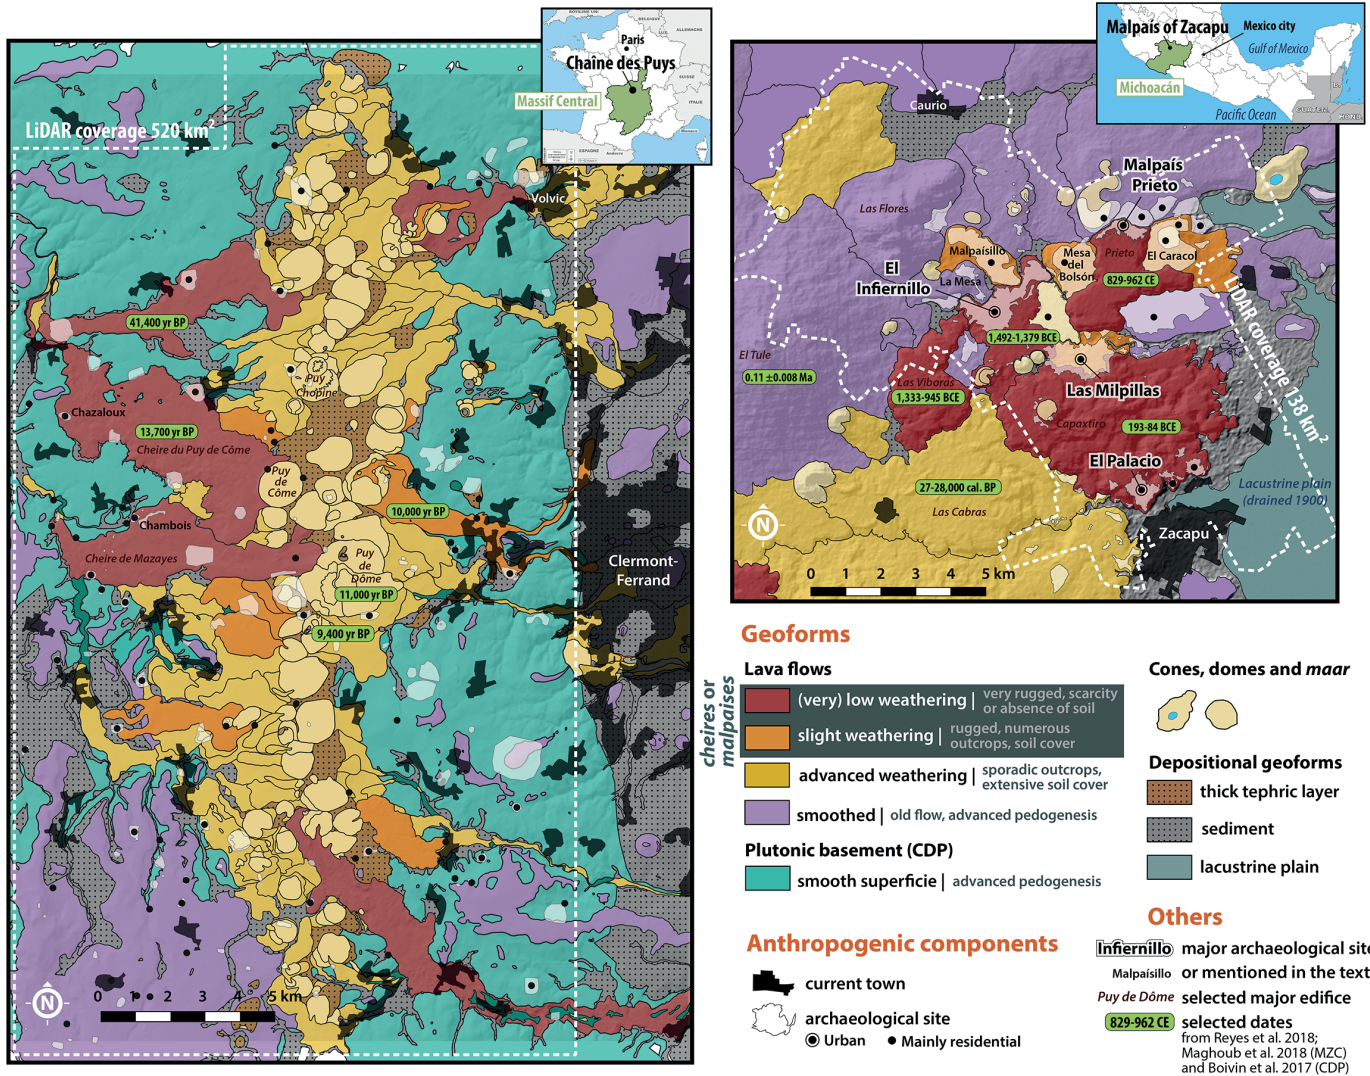 BELGIQUE
ALLEMAGNE
LUX.
Paris
Chaîne des Puys
SUISSE
Massif Central
ITALIE
Monaco
ESPAGNE
Andorre
LiDAR coverage 520 km²
Volvic
41,400 yr BP
Puy
Chopine
Chazaloux
13,700 yr BP
Cheire du Puy de Côme
Puy
de
Côme
10,000 yr BP
Chambois
Cheire de Mazayes
Puy
de
Dôme
11,000 yr BP
9,400 yr BP
Clermont-
Ferrand
N
0 1 2 3 4 5 km
Malpaís of Zacapu
Mexico city
Gulf of Mexico
Michoacán
Pacific Ocean
GUATEM.
HOND.
Caurio
Malpaís
Prieto
Las Flores
Malpaísillo
Mesa
del
Bolsón
Prieto
El Caracol
El
Infiernillo
La Mesa
829-962 CE
LiDAR coverage 138 km²
1,492-1,379 BCE
El Tule
0.11 ±0.008 Ma
Las Viboras
1,333-945 BCE
Las Milpillas
Capaxtiro
193-84 BCE
El Palacio
27-28,000 cal. BP
Las Cabras
Lacustrine plain
(drained 1900)
Zacapu
N
0 1 2 3 4 5 km
Geoforms
Lava flows
cheires or
malpaises
(very) low weathering | very rugged, scarcity
or absence of soil
slight weathering | rugged, numerous
outcrops, soil cover
advanced weathering | sporadic outcrops,
extensive soil cover
smoothed | old flow, advanced pedogenesis
Plutonic basement (CDP)
smooth superficie | advanced pedogenesis
Cones, domes and maar
Depositional geoforms
thick tephric layer
sediment
lacustrine plain
Anthropogenic components
current town
archaeological site
Urban
Mainly residential
Others
Infiernillo major archaeological site
Malpaísillo or mentioned in the text
Puy de Dôme selected major edifice
829-962 CE selected dates
from Reyes et al. 2018;
Maghoub et al. 2018 (MZC)
and Boivin et al. 2017 (CDP)